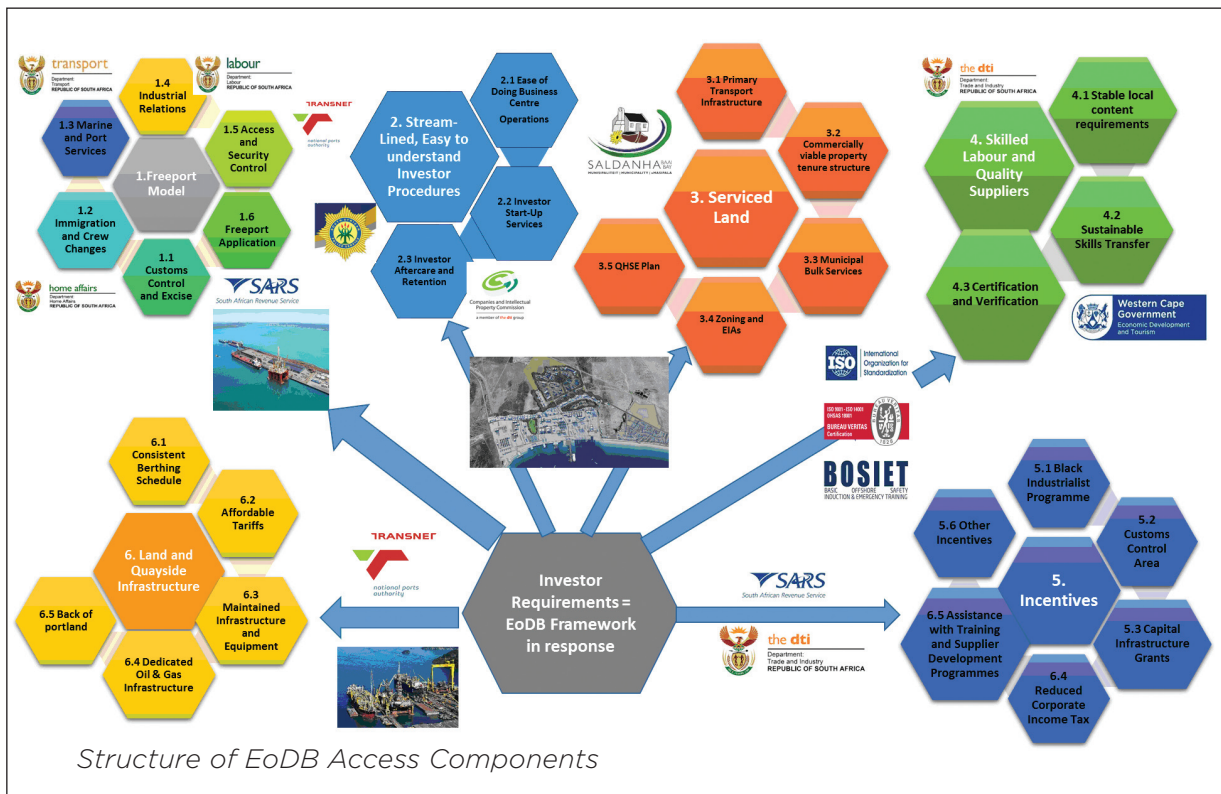 transport
Department:
Transport
REPUBLIC OF SOUTH AFRICA
labour
Department:
Labour
REPUBLIC OF SOUTH AFRICA
1.4
Industrial
Relations
1.3 Marine
and Port
Services
1.5 Access
and
Security
Control
1.Freeport
Model
1.2
Immigration
and Crew
Changes
1.6
Freeport
Application
1.1
Customs
Control
and Excise
home affairs
Department:
Home Affairs
REPUBLIC OF SOUTH AFRICA
SARS
South African Revenue Service
TRANSNET
national ports
authority
2. Stream-
Lined, Easy to
understand
Investor
Procedures
2.1 Ease of
Doing Business
Centre
Operations
2.2 Investor
Start-Up
Services
2.3 Investor
Aftercare and
Retention
Companies and Intellectual
Property Commission
a member of the dti group
SALDANHA BAAI
BAY
MUNISIPALITEIT | MUNICIPALITY | UMASIPALA
3.1 Primary
Transport
Infrastructure
3.2
Commercially
viable property
tenure structure
3. Serviced
Land
3.3 Municipal
Bulk Services
3.4 Zoning and
EIAs
3.5 QHSE Plan
the dti
Department:
Trade and Industry
REPUBLIC OF SOUTH AFRICA
4.1 Stable local
content
requirements
4. Skilled
Labour and
Quality
Suppliers
4.2
Sustainable
Skills Transfer
4.3 Certification
and Verification
Western Cape
Government
Economic Development
and Tourism
ISO
International
Organization for
Standardization
ISO 9001 - ISO 14001
OHSAS 18001
BUREAU VERITAS
Certification
BUREAU VERITAS
1828
BOSIET
BASIC OFFSHORE SAFETY
INDUCTION & EMERGENCY TRAINING
6.1
Consistent
Berthing
Schedule
6.2
Affordable
Tariffs
6. Land and
Quayside
Infrastructure
6.3
Maintained
Infrastructure
and
Equipment
6.5 Back of
portland
6.4 Dedicated
Oil & Gas
Infrastructure
TRANSNET
national ports
authority
Investor
Requirements =
EoDB Framework
in response
SARS
South African Revenue Service
the dti
Department:
Trade and Industry
REPUBLIC OF SOUTH AFRICA
5.1 Black
Industrialist
Programme
5.6 Other
Incentives
5.2
Customs
Control
Area
5.
Incentives
6.5 Assistance
with Training
and Supplier
Development
Programmes
5.3 Capital
Infrastructure
Grants
6.4
Reduced
Corporate
Income Tax
Structure of EoDB Access Components